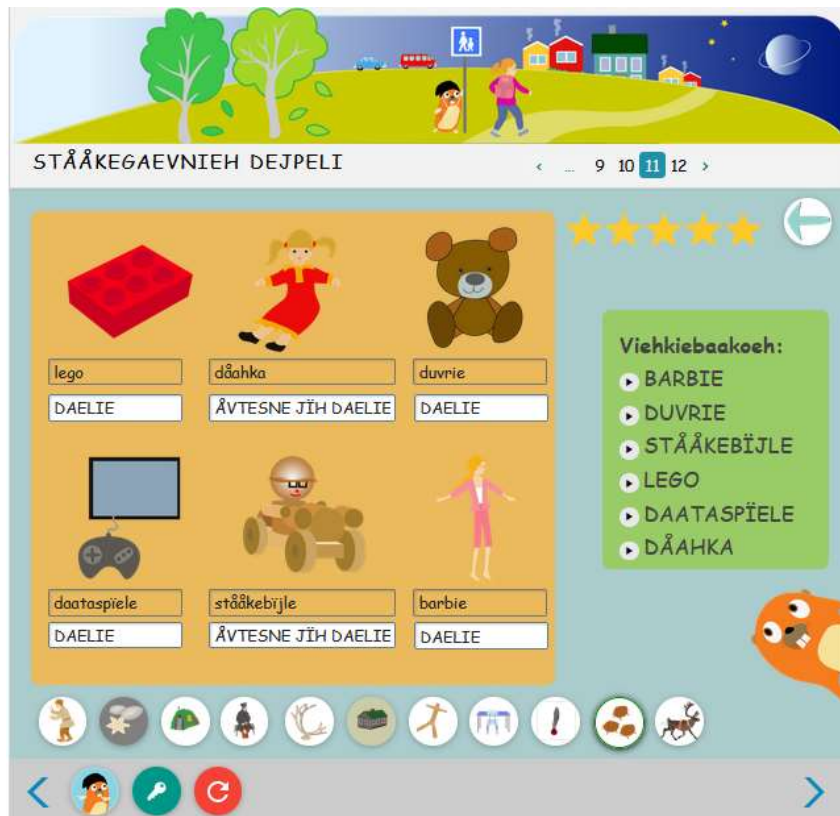 STÅÅKEGAEVNIEH DEJPELI
‹ ... 9 10 11 12 ›
lego dåahka duvrie
DAELIE ÅVTESNE JÏH DAELIE DAELIE
daataspïele stååkebïjle barbie
DAELIE ÅVTESNE JÏH DAELIE DAELIE
Viehkiebaakoeh:
BARBIE
DUVRIE
STÅÅKEBÏJLE
LEGO
DAATASPÏELE
DÅAHKA